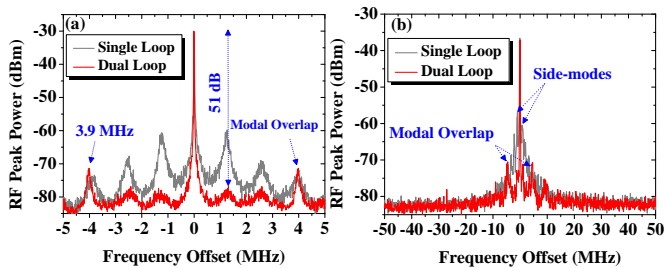 (a)
Single Loop
Dual Loop
51 dB
3.9 MHz
Modal Overlap
RF Peak Power (dBm)
-30
-40
-50
-60
-70
-80
-5 -4 -3 -2 -1 0 1 2 3 4 5
Frequency Offset (MHz)
(b)
Single Loop
Dual Loop
Side-modes
Modal Overlap
RF Peak Power (dBm)
-30
-40
-50
-60
-70
-80
-50 -40 -30 -20 -10 0 10 20 30 40 50
Frequency Offset (MHz)